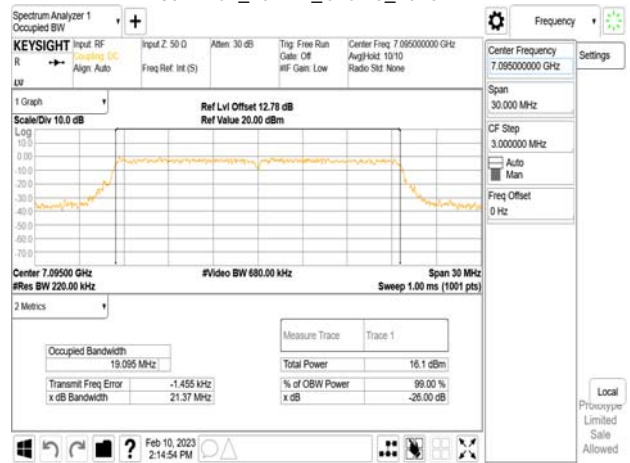 Spectrum Analyzer 1
Occupied BW
Frequency
KEYSIGHT
Input: RF
Coupling: DC
Align: Auto
Input Z: 50 Ω
Freq Ref: Int (S)
Atten: 30 dB
Trig: Free Run
Gate: Off
#IF Gain: Low
Center Freq: 7.095000000 GHz
Avg|Hold: 10/10
Radio Std: None
R
LXI
Center Frequency
7.095000000 GHz
Settings
Span
30.000 MHz
CF Step
3.000000 MHz
Auto
Man
Freq Offset
0 Hz
1 Graph
Scale/Div 10.0 dB
Ref Lvl Offset 12.78 dB
Ref Value 20.00 dBm
Log
10.0
0.00
-10.0
-20.0
-30.0
-40.0
-50.0
-60.0
-70.0
Center 7.09500 GHz
#Res BW 220.00 kHz
#Video BW 680.00 kHz
Span 30 MHz
Sweep 1.00 ms (1001 pts)
2 Metrics
Measure Trace
Trace 1
Occupied Bandwidth
19.095 MHz
Total Power
16.1 dBm
Transmit Freq Error
-1.455 kHz
% of OBW Power
99.00 %
x dB Bandwidth
21.37 MHz
x dB
-26.00 dB
Local
Prototype
Limited
Sale
Allowed
Feb 10, 2023
2:14:54 PM